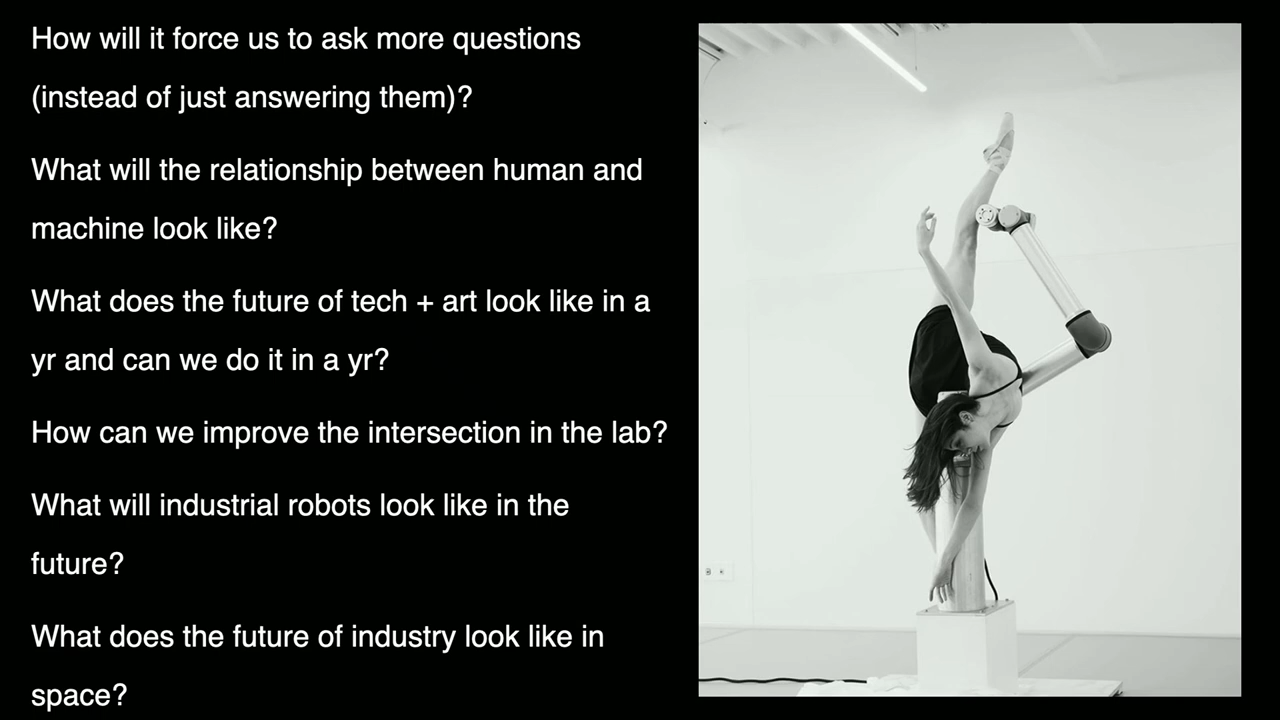 How will it force us to ask more questions
(instead of just answering them)?
What will the relationship between human and
machine look like?
What does the future of tech + art look like in a
yr and can we do it in a yr?
How can we improve the intersection in the lab?
What will industrial robots look like in the
future?
What does the future of industry look like in
space?